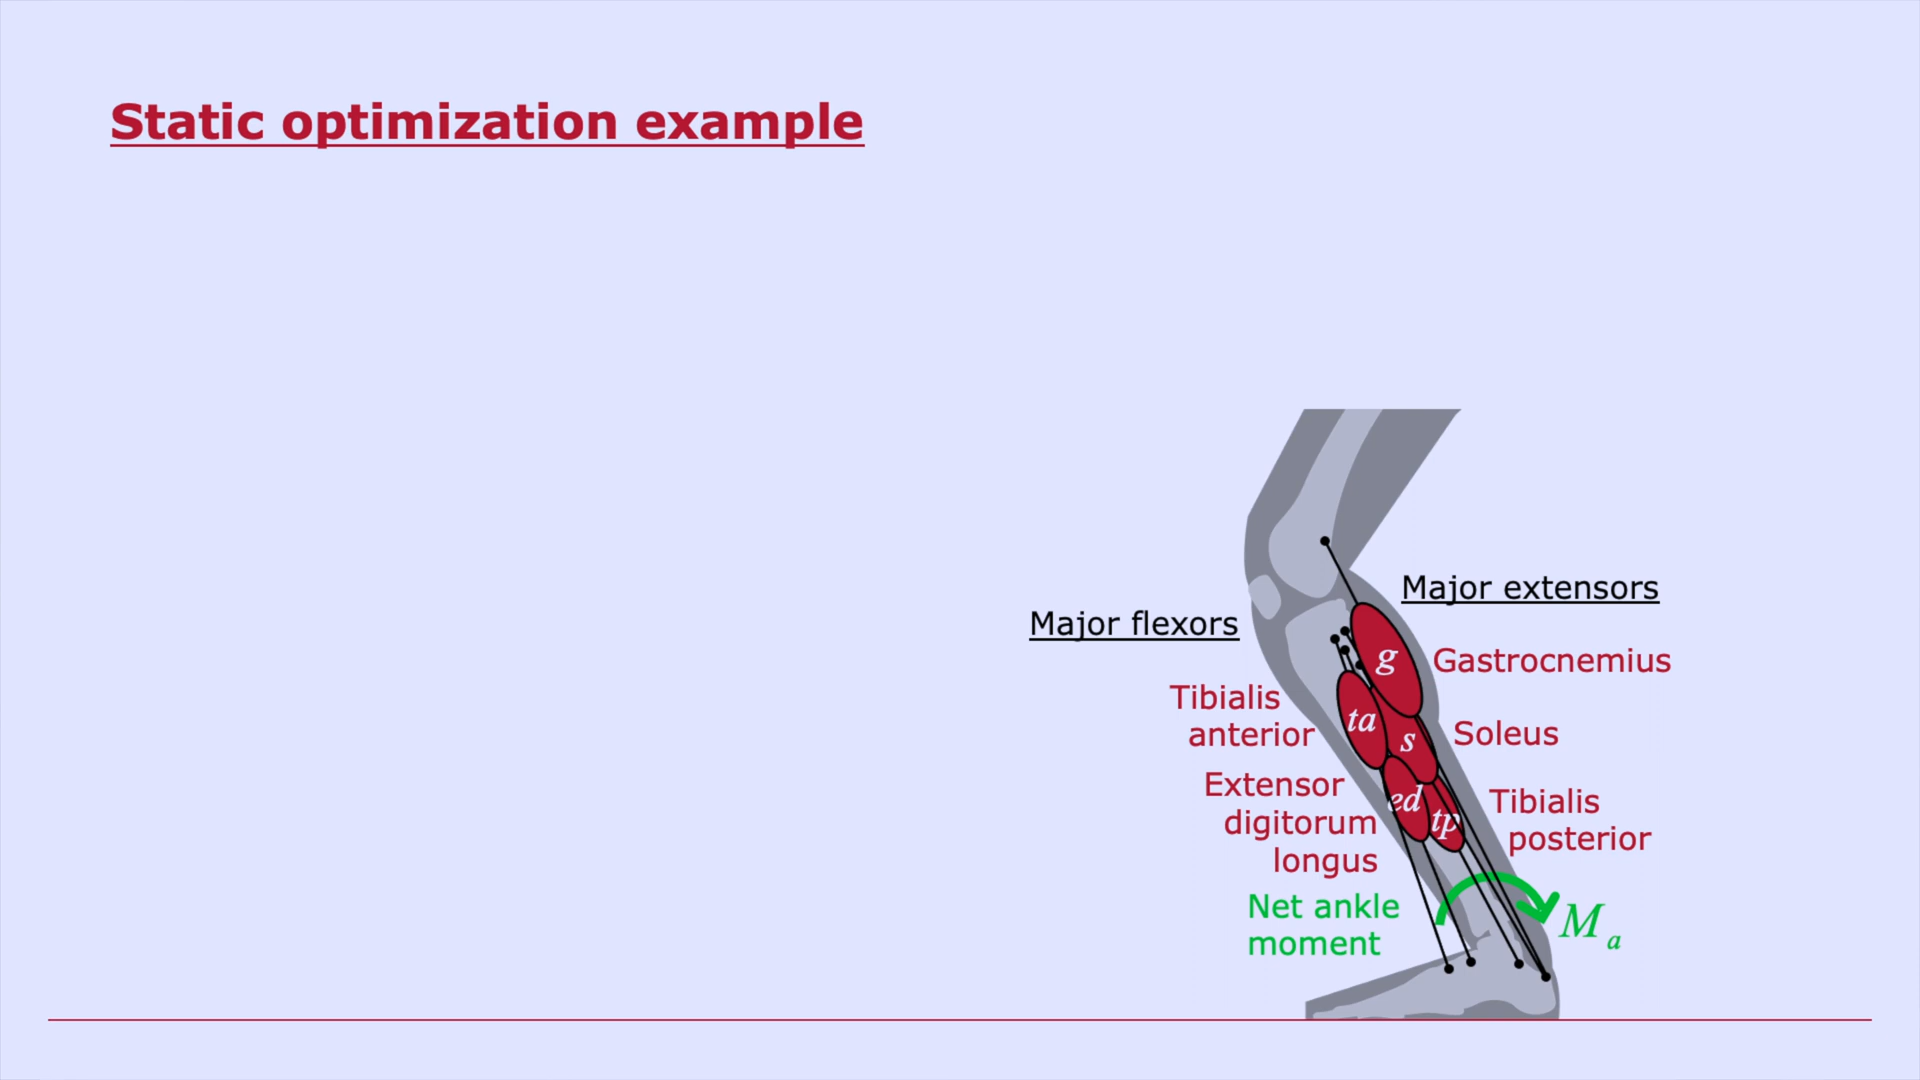 Static optimization example
Major extensors
Major flexors
g
Gastrocnemius
Tibialis
anterior
ta
s
Soleus
Extensor
digitorum
longus
ed
tp
Tibialis
posterior
Net ankle
moment
M a